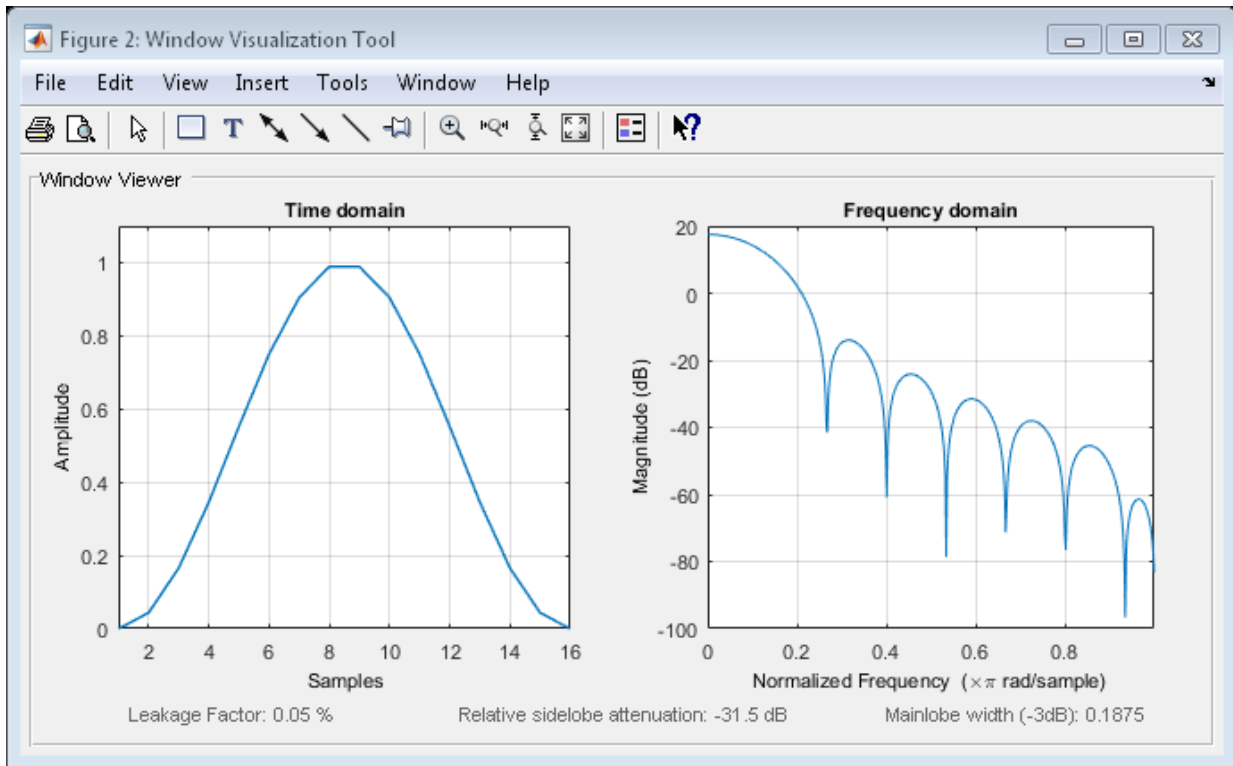 Figure 2: Window Visualization Tool
File Edit View Insert Tools Window Help
T
?
Window Viewer
Time domain
Amplitude
1
0.8
0.6
0.4
0.2
0
2 4 6 8 10 12 14 16
Samples
Frequency domain
Magnitude (dB)
20
0
-20
-40
-60
-80
-100
0 0.2 0.4 0.6 0.8
Normalized Frequency (×π rad/sample)
Leakage Factor: 0.05 %
Relative sidelobe attenuation: -31.5 dB
Mainlobe width (-3dB): 0.1875